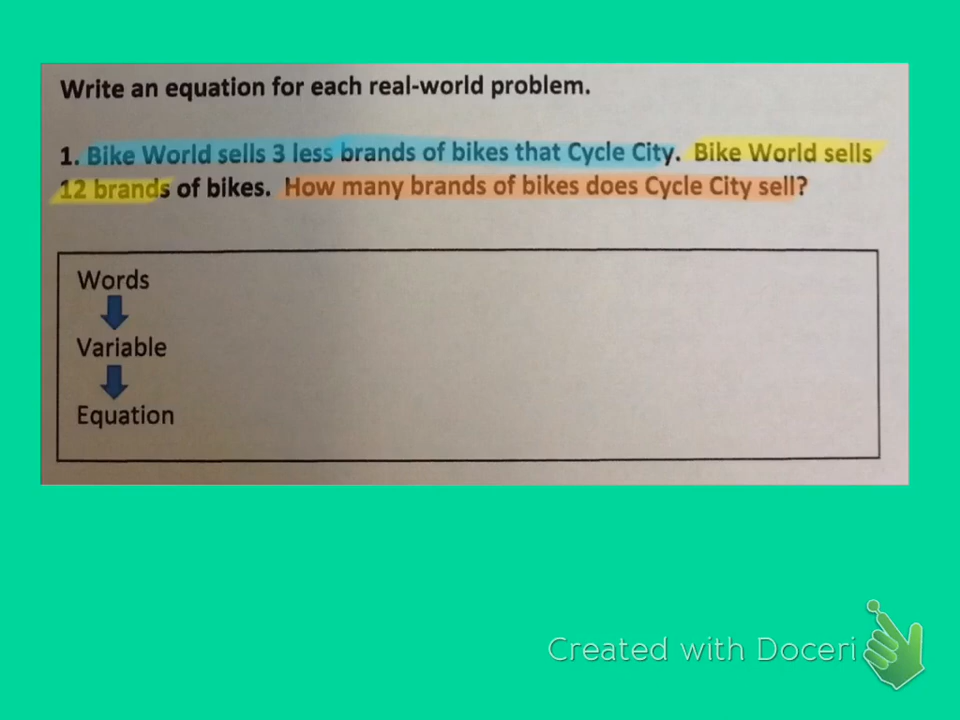 Write an equation for each real-world problem.
1. Bike World sells 3 less brands of bikes that Cycle City. Bike World sells
12 brands of bikes. How many brands of bikes does Cycle City sell?
Words
Variable
Equation
Created with Doceri